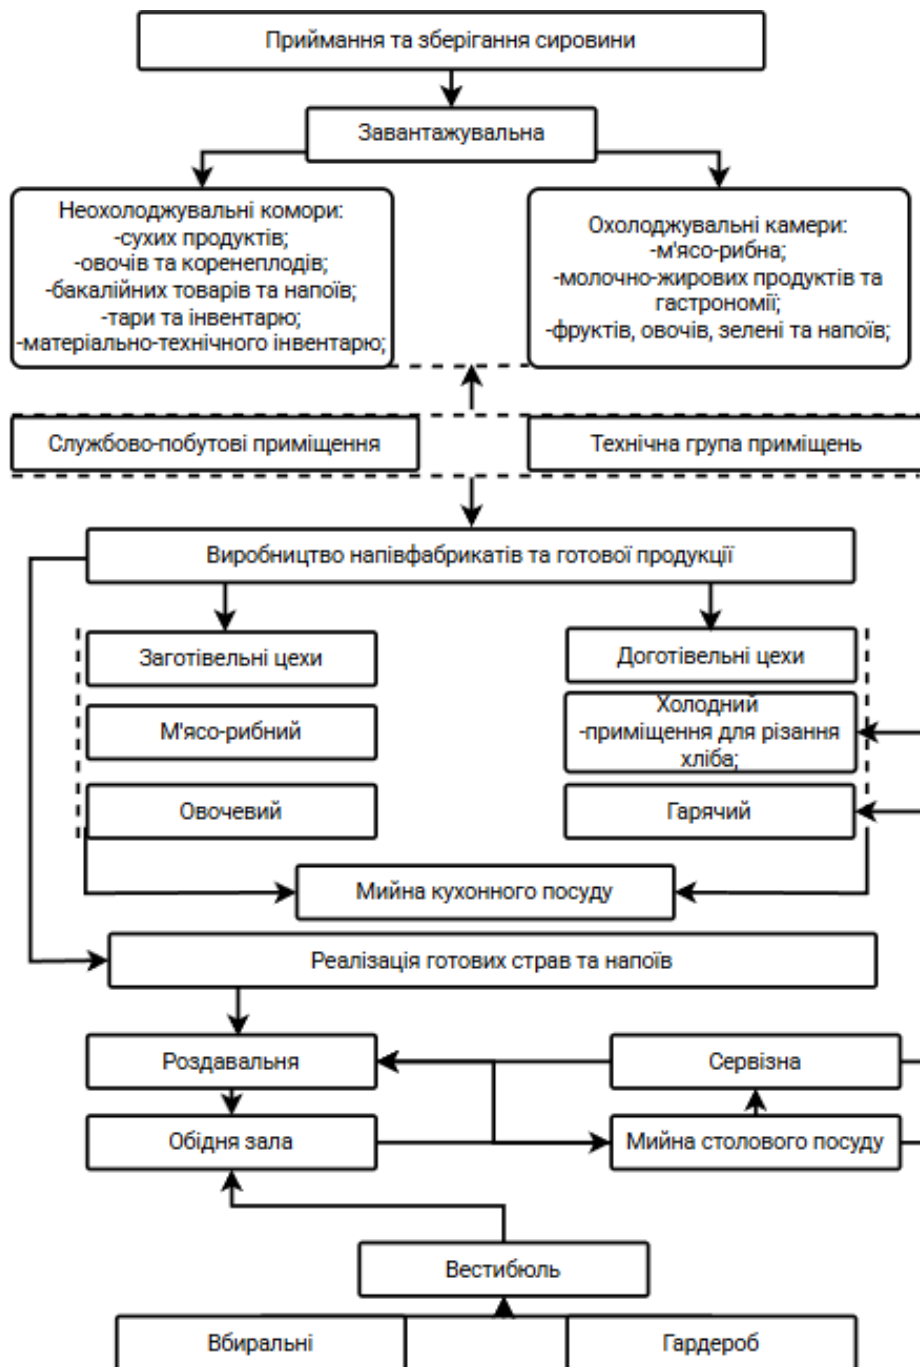 Приймання та зберігання сировини
Завантажувальна
Неохолоджувальні комори:
-сухих продуктів;
-овочів та коренеплодів;
-бакалійних товарів та напоїв;
-тари та інвентарю;
-матеріально-технічного інвентарю;
Охолоджувальні камери:
-м'ясо-рибна;
-молочно-жирових продуктів та
гастрономії;
-фруктів, овочів, зелені та напоїв;
Службово-побутові приміщення
Технічна група приміщень
Виробництво напівфабрикатів та готової продукції
Заготівельні цехи
Доготівельні цехи
М'ясо-рибний
Холодний
-приміщення для різання
хліба;
Овочевий
Гарячий
Мийна кухонного посуду
Реалізація готових страв та напоїв
Роздавальня
Сервізна
Обідня зала
Мийна столового посуду
Вестибюль
Вбиральні
Гардероб